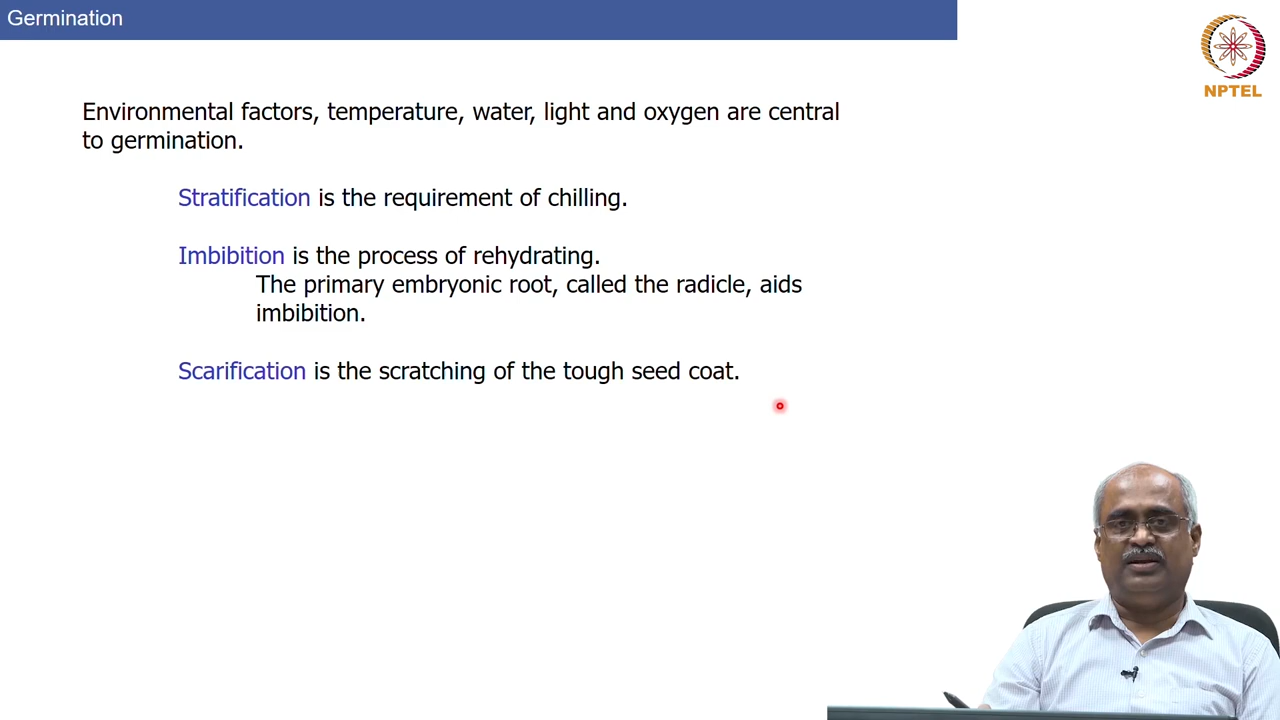 Germination
NPTEL
Environmental factors, temperature, water, light and oxygen are central
to germination.
Stratification is the requirement of chilling.
Imbibition is the process of rehydrating.
The primary embryonic root, called the radicle, aids
imbibition.
Scarification is the scratching of the tough seed coat.